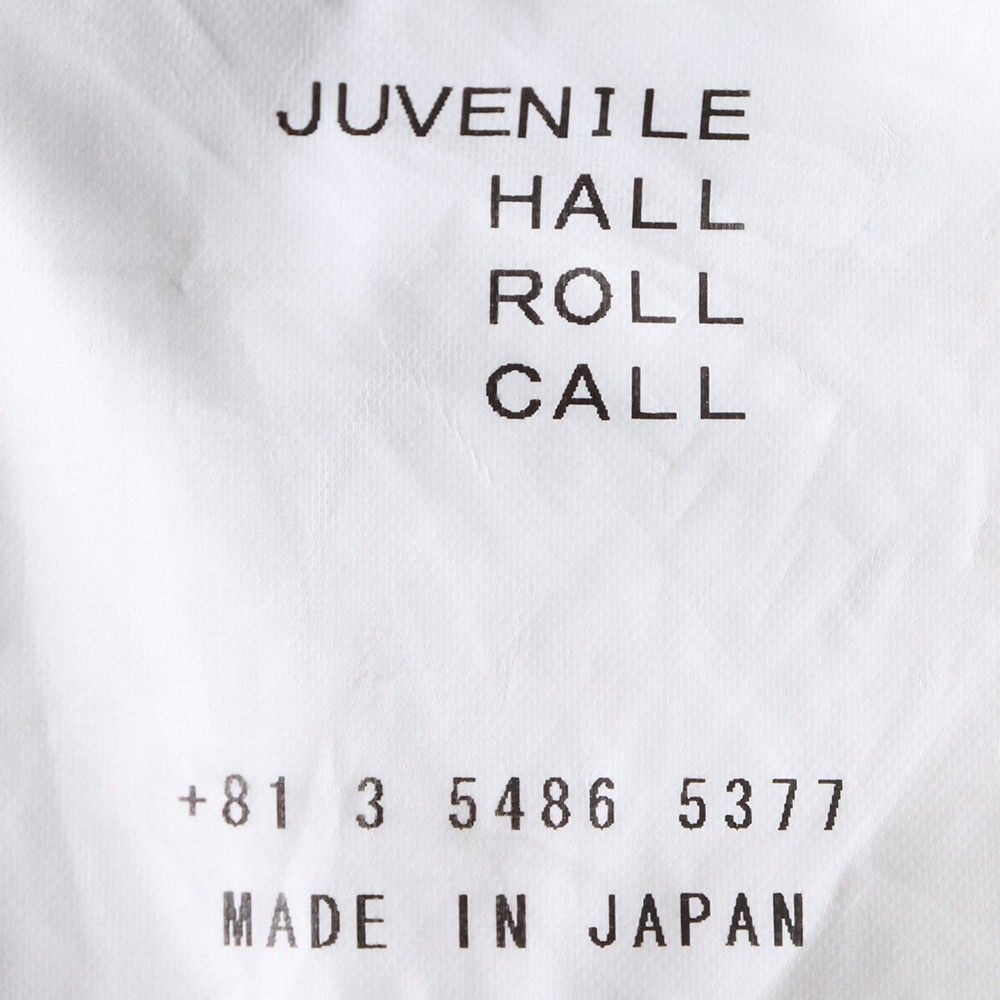 JUVENILE
HALL
ROLL
CALL
+81 3 5486 5377
MADE IN JAPAN